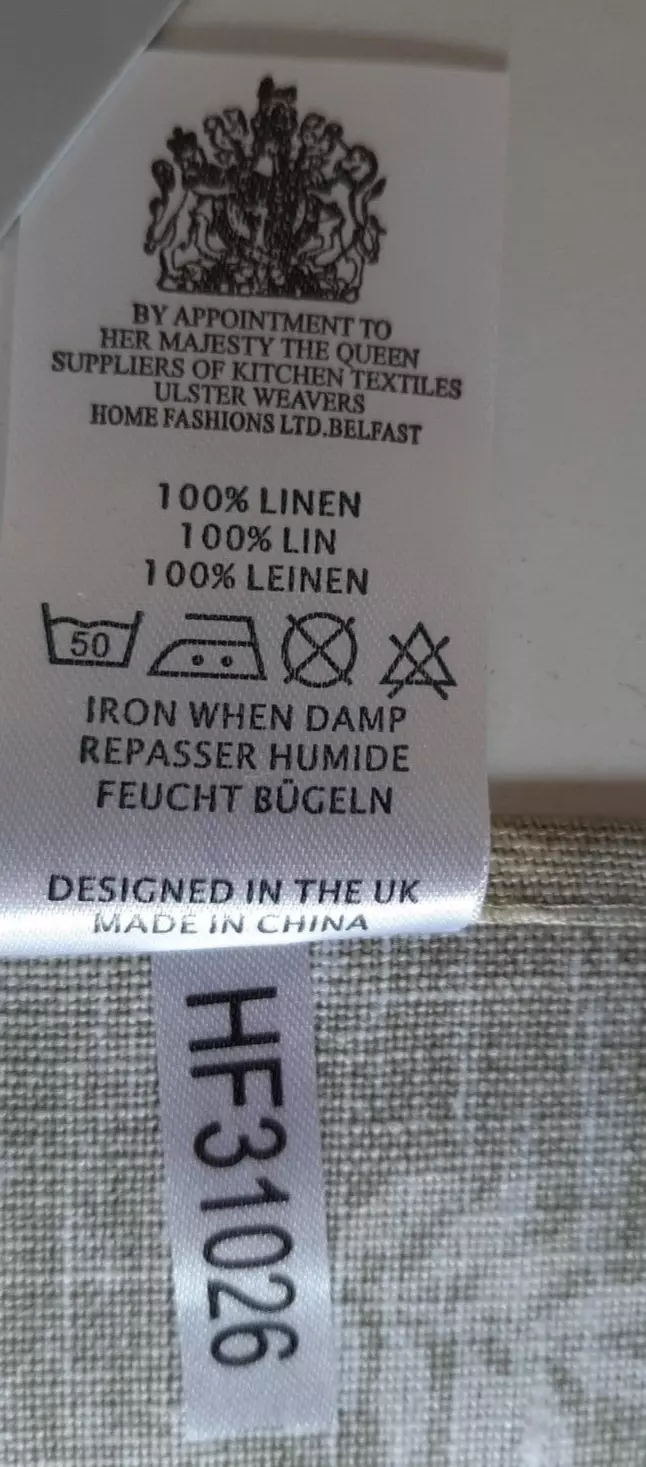 BY APPOINTMENT TO
HER MAJESTY THE QUEEN
SUPPLIERS OF KITCHEN TEXTILES
ULSTER WEAVERS
HOME FASHIONS LTD.BELFAST
100% LINEN
100% LIN
100% LEINEN
50
IRON WHEN DAMP
REPASSER HUMIDE
FEUCHT BÜGELN
DESIGNED IN THE UK
MADE IN CHINA
HF31026